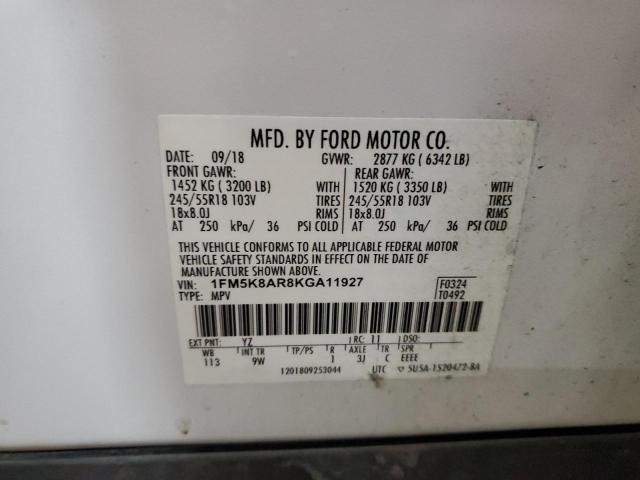 MFD. BY FORD MOTOR CO.
DATE: 09/18 GVWR: 2877 KG ( 6342 LB)
FRONT GAWR: REAR GAWR:
1452 KG ( 3200 LB) WITH 1520 KG ( 3350 LB) WITH
245/55R18 103V TIRES 245/55R18 103V TIRES
18x8.0J RIMS 18x8.0J RIMS
AT 250 kPa/ 36 PSI COLD AT 250 kPa/ 36 PSI COLD
THIS VEHICLE CONFORMS TO ALL APPLICABLE FEDERAL MOTOR
VEHICLE SAFETY STANDARDS IN EFFECT ON THE DATE OF
MANUFACTURE SHOWN ABOVE.
VIN: 1FM5K8AR8KGA11927 F0324
TYPE: MPV T0492
EXT PNT: YZ RC: 11 DSO:
WB INT TR TP/PS R AXLE TR SPR
113 9W 1 3J C EEEE
1201809253044 UTC ▽ 5USA-1520472-BA